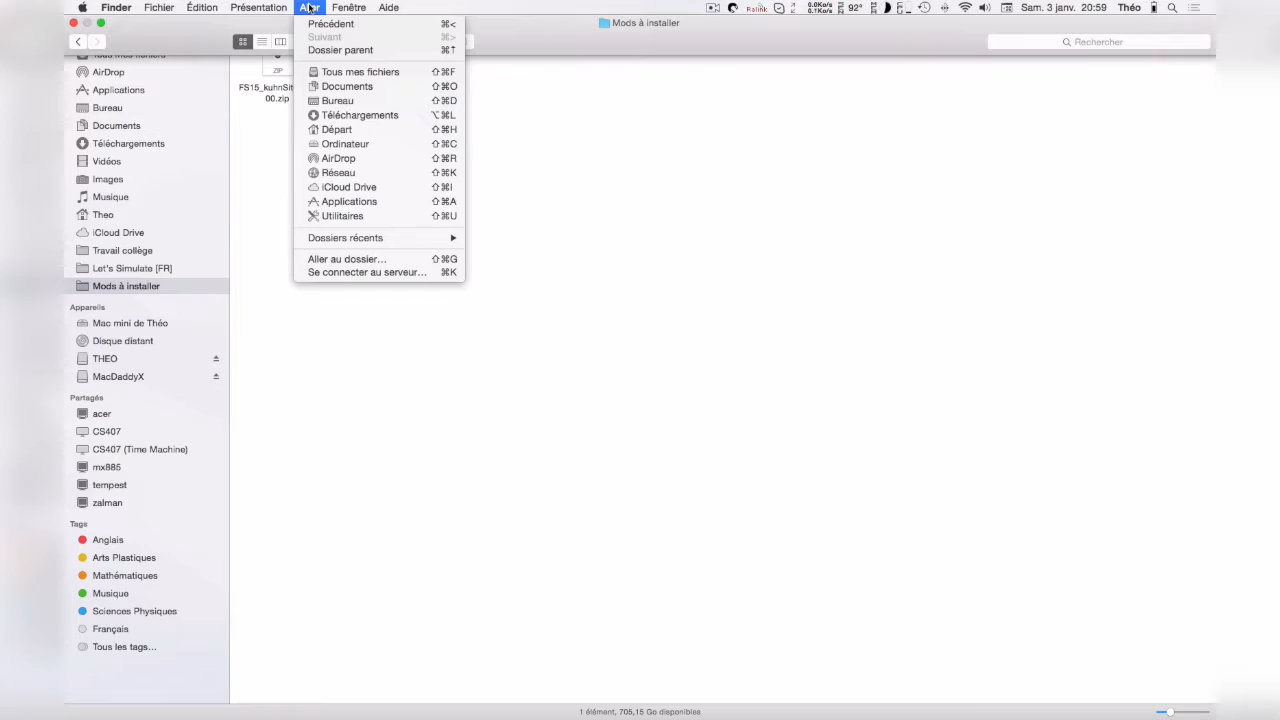 Finder Fichier Édition Présentation Aller Fenêtre Aide
92° Sam. 3 janv. 20:59 Théo
Mods à installer
Rechercher
Précédent ⌘<
Suivant ⌘>
Dossier parent ⌘↑
Tous mes fichiers ⇧⌘F
Documents ⇧⌘O
Bureau ⇧⌘D
Téléchargements ⌥⌘L
Départ ⇧⌘H
Ordinateur ⇧⌘C
AirDrop ⇧⌘R
Réseau ⇧⌘K
iCloud Drive ⇧⌘I
Applications ⇧⌘A
Utilitaires ⇧⌘U
Dossiers récents
Aller au dossier… ⇧⌘G
Se connecter au serveur… ⌘K
Tous mes fichiers
AirDrop
Applications
Bureau
Documents
Téléchargements
Vidéos
Images
Musique
Theo
iCloud Drive
Travail collège
Let's Simulate [FR]
Mods à installer
Appareils
Mac mini de Théo
Disque distant
THEO
MacDaddyX
Partagés
acer
CS407
CS407 (Time Machine)
mx885
tempest
zalman
Tags
Anglais
Arts Plastiques
Mathématiques
Musique
Sciences Physiques
Français
Tous les tags…
ZIP
FS15_kuhnSit
00.zip
1 élément, 705,15 Go disponibles